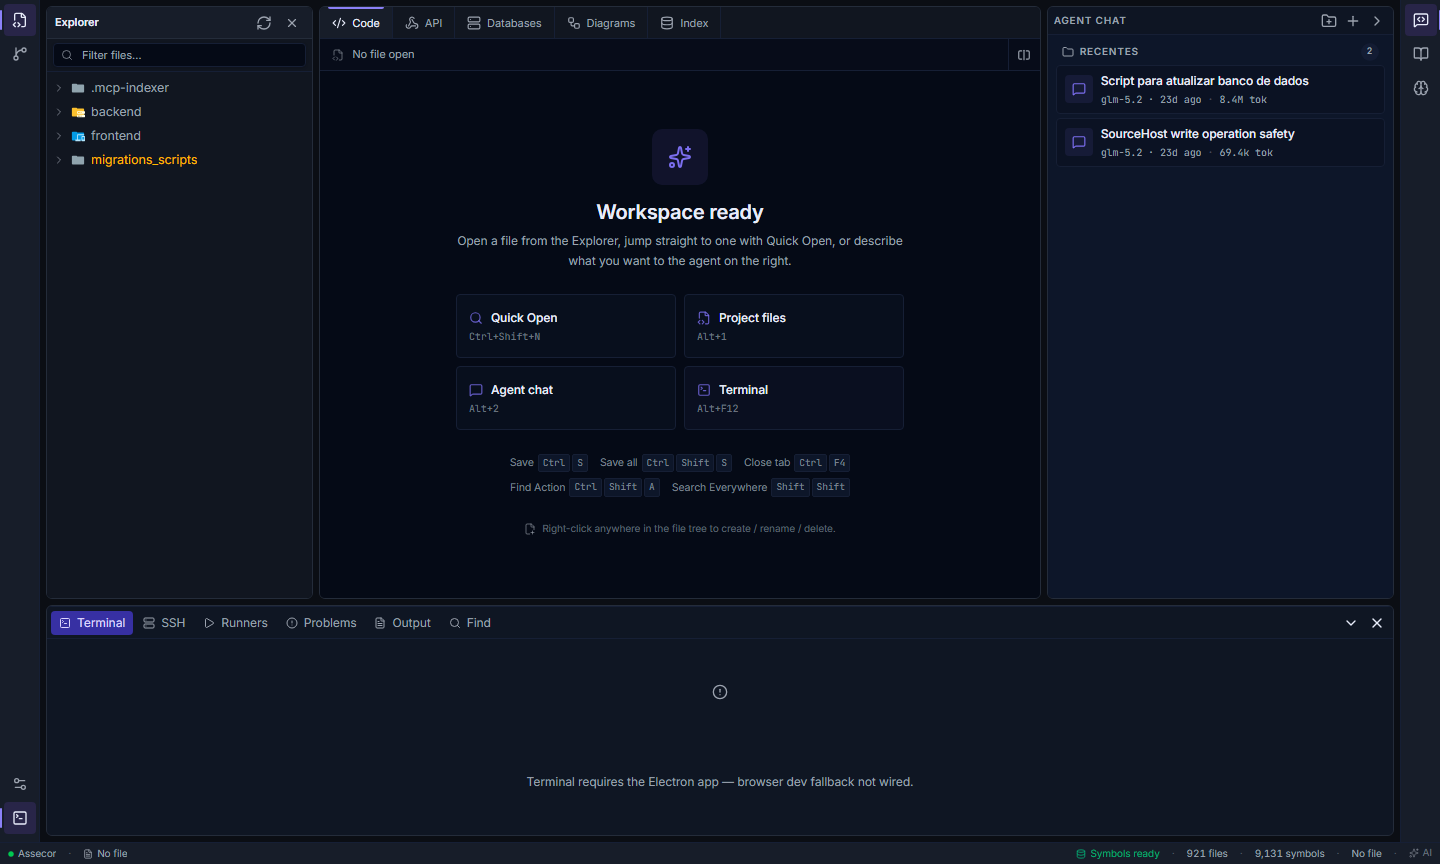 Explorer
Filter files...
.mcp-indexer
backend
frontend
migrations_scripts
Code
API
Databases
Diagrams
Index
No file open
Workspace ready
Open a file from the Explorer, jump straight to one with Quick Open, or describe
what you want to the agent on the right.
Quick Open
Ctrl+Shift+N
Project files
Alt+1
Agent chat
Alt+2
Terminal
Alt+F12
Save Ctrl S Save all Ctrl Shift S Close tab Ctrl F4
Find Action Ctrl Shift A Search Everywhere Shift Shift
Right-click anywhere in the file tree to create / rename / delete.
AGENT CHAT
RECENTES 2
Script para atualizar banco de dados
glm-5.2 · 23d ago · 8.4M tok
SourceHost write operation safety
glm-5.2 · 23d ago · 69.4k tok
Terminal
SSH
Runners
Problems
Output
Find
Terminal requires the Electron app — browser dev fallback not wired.
Assecor · No file
Symbols ready · 921 files · 9,131 symbols · No file · AI